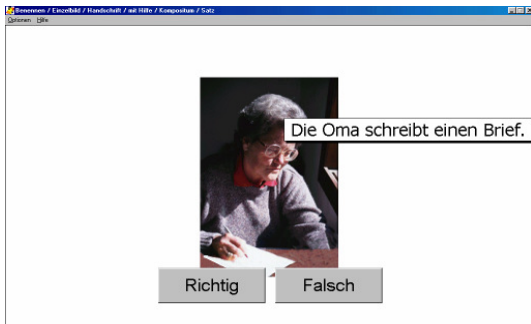 Benennen / Einzelbild / Handschrift / mit Hilfe / Kompositum / Satz
Optionen Hilfe
Die Oma schreibt einen Brief.
Richtig Falsch